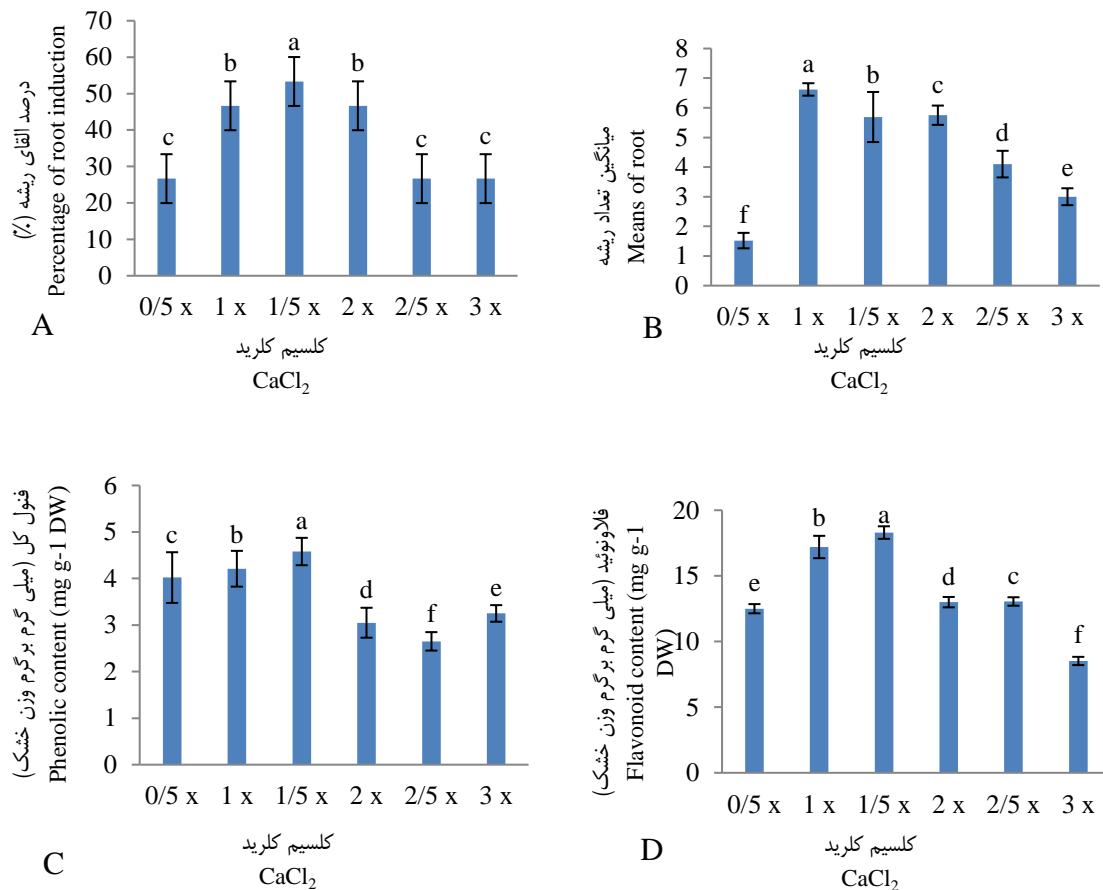 درصد القای ریشه (%)
Percentage of root induction
70
60
50
40
30
20
10
0
c
b
a
b
c
c
0/5 x 1 x 1/5 x 2 x 2/5 x 3 x
کلسیم کلرید
CaCl₂
A
میانگین تعداد ریشه
Means of root
8
7
6
5
4
3
2
1
0
f
a
b
c
d
e
0/5 x 1 x 1/5 x 2 x 2/5 x 3 x
کلسیم کلرید
CaCl₂
B
فنول کل (میلی گرم برگرم وزن خشک)
Phenolic content (mg g-1 DW)
6
5
4
3
2
1
0
c
b
a
d
f
e
0/5 x 1 x 1/5 x 2 x 2/5 x 3 x
کلسیم کلرید
CaCl₂
C
فلاونوئید (میلی گرم برگرم وزن خشک)
Flavonoid content (mg g-1
DW)
20
15
10
5
0
e
b
a
d
c
f
0/5 x 1 x 1/5 x 2 x 2/5 x 3 x
کلسیم کلرید
CaCl₂
D